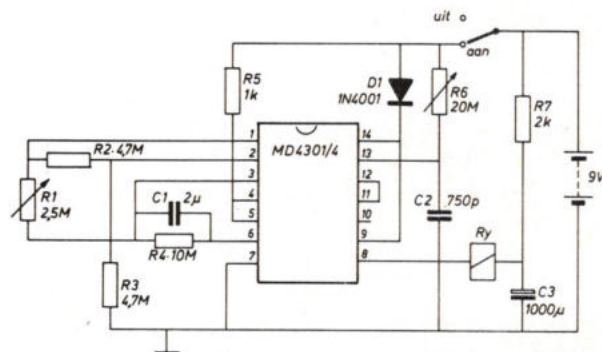 uit
aan
R5
1k
D1
1N4001
R6
20M
R7
2k
9V
R2·4,7M
1
2
3
4
5
6
7
MD4301/4
14
13
12
11
10
9
8
C1
2µ
R1
2,5M
R4·10M
R3
4,7M
C2
750p
Ry
C3
1000µ